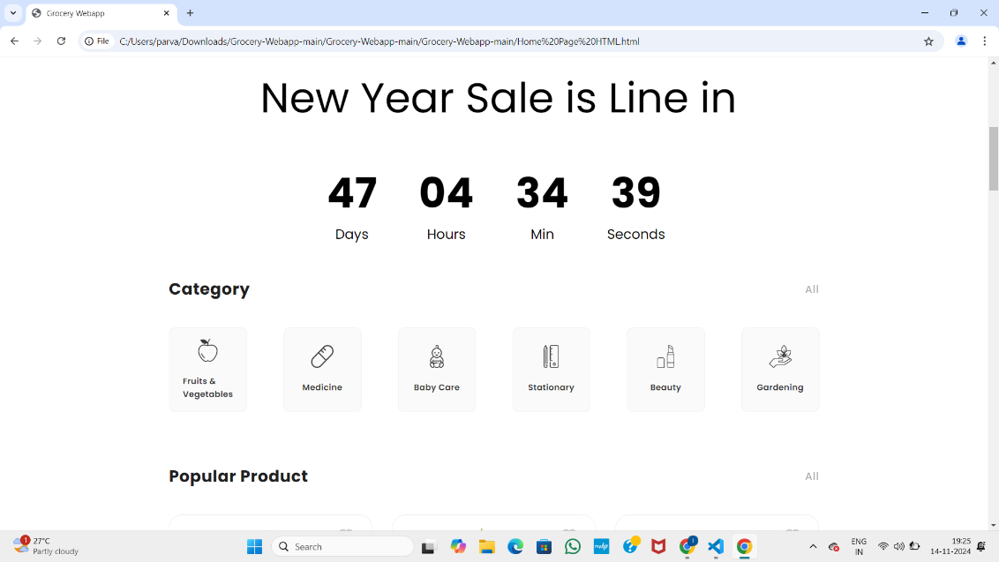 Grocery Webapp
File C:/Users/parva/Downloads/Grocery-Webapp-main/Grocery-Webapp-main/Grocery-Webapp-main/Home%20Page%20HTML.html
New Year Sale is Line in
47 04 34 39
Days Hours Min Seconds
Category All
Fruits &
Vegetables
Medicine Baby Care Stationary Beauty Gardening
Popular Product All
1
27°C
Partly cloudy
Search
myhp
ENG
IN
19:25
14-11-2024